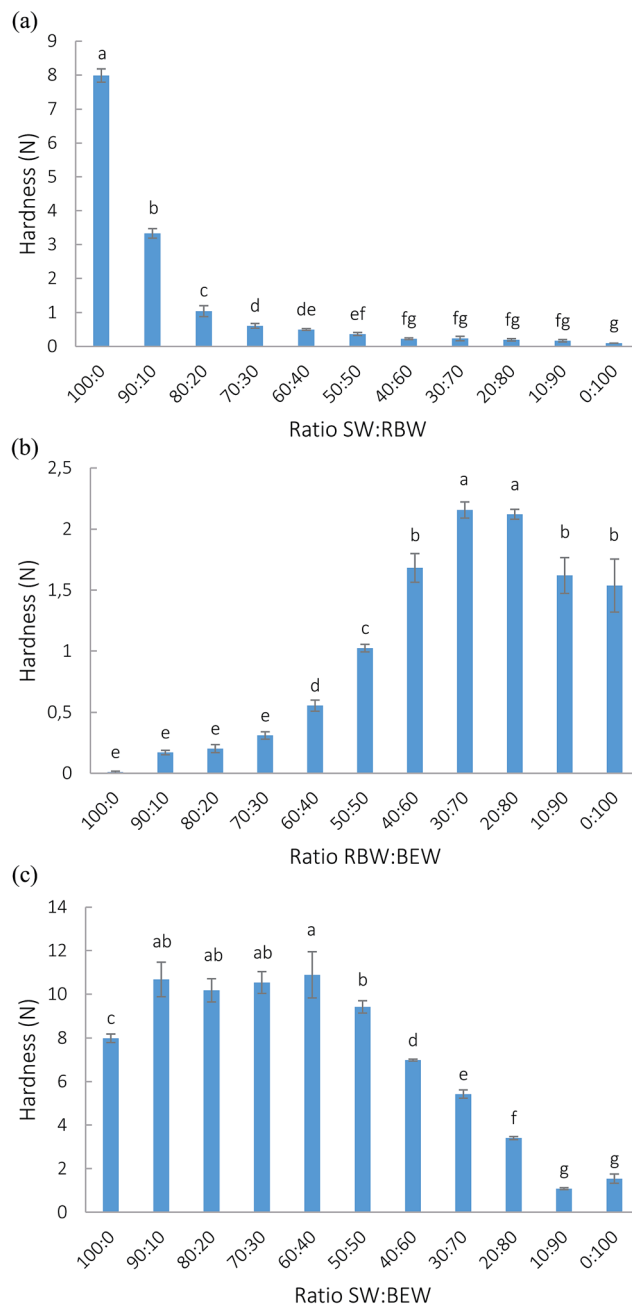 (a)
9
8
7
6
5
4
3
2
1
0
Hardness (N)
a
b
c
d
de
ef
fg
fg
fg
fg
g
100:0
90:10
80:20
70:30
60:40
50:50
40:60
30:70
20:80
10:90
0:100
Ratio SW:RBW
(b)
2,5
2
1,5
1
0,5
0
Hardness (N)
e
e
e
e
d
c
b
a
a
b
b
100:0
90:10
80:20
70:30
60:40
50:50
40:60
30:70
20:80
10:90
0:100
Ratio RBW:BEW
(c)
14
12
10
8
6
4
2
0
Hardness (N)
c
ab
ab
ab
a
b
d
e
f
g
g
100:0
90:10
80:20
70:30
60:40
50:50
40:60
30:70
20:80
10:90
0:100
Ratio SW:BEW